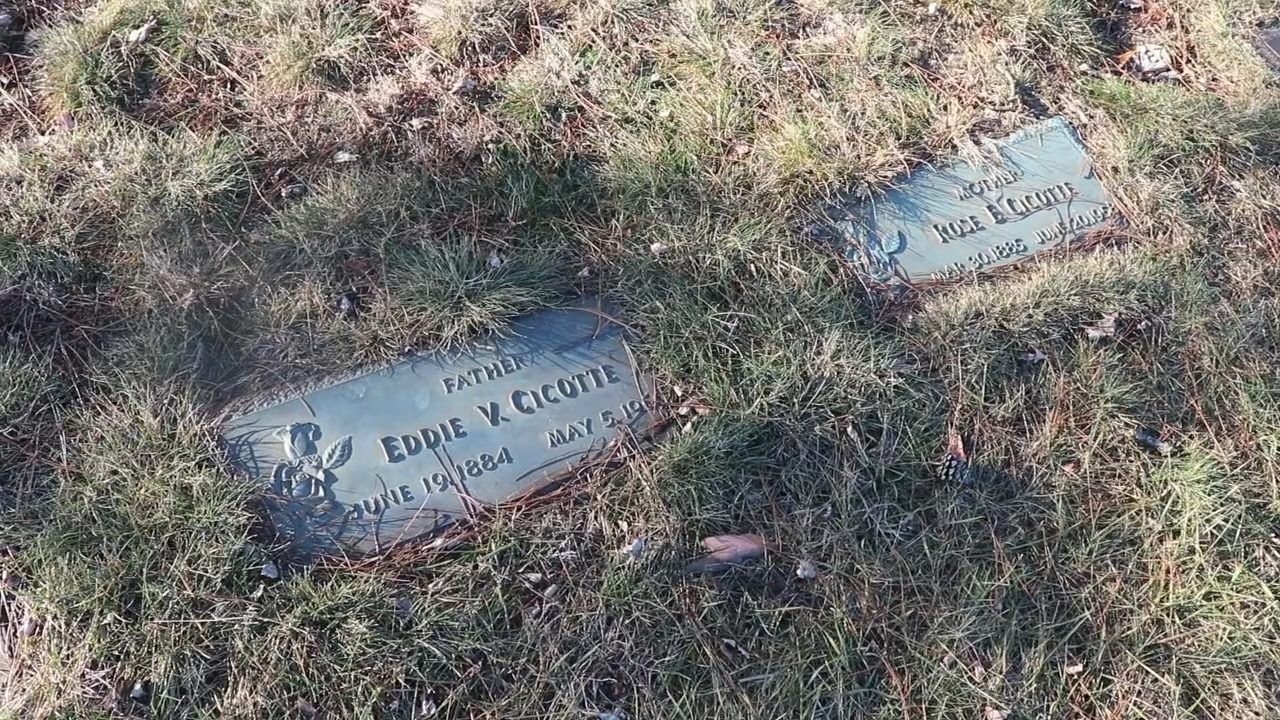 FATHER
EDDIE V. CICOTTE
JUNE 19, 1884 MAY 5, 19
MOTHER
ROSE E. CICOTTE
MAR. 30, 1885